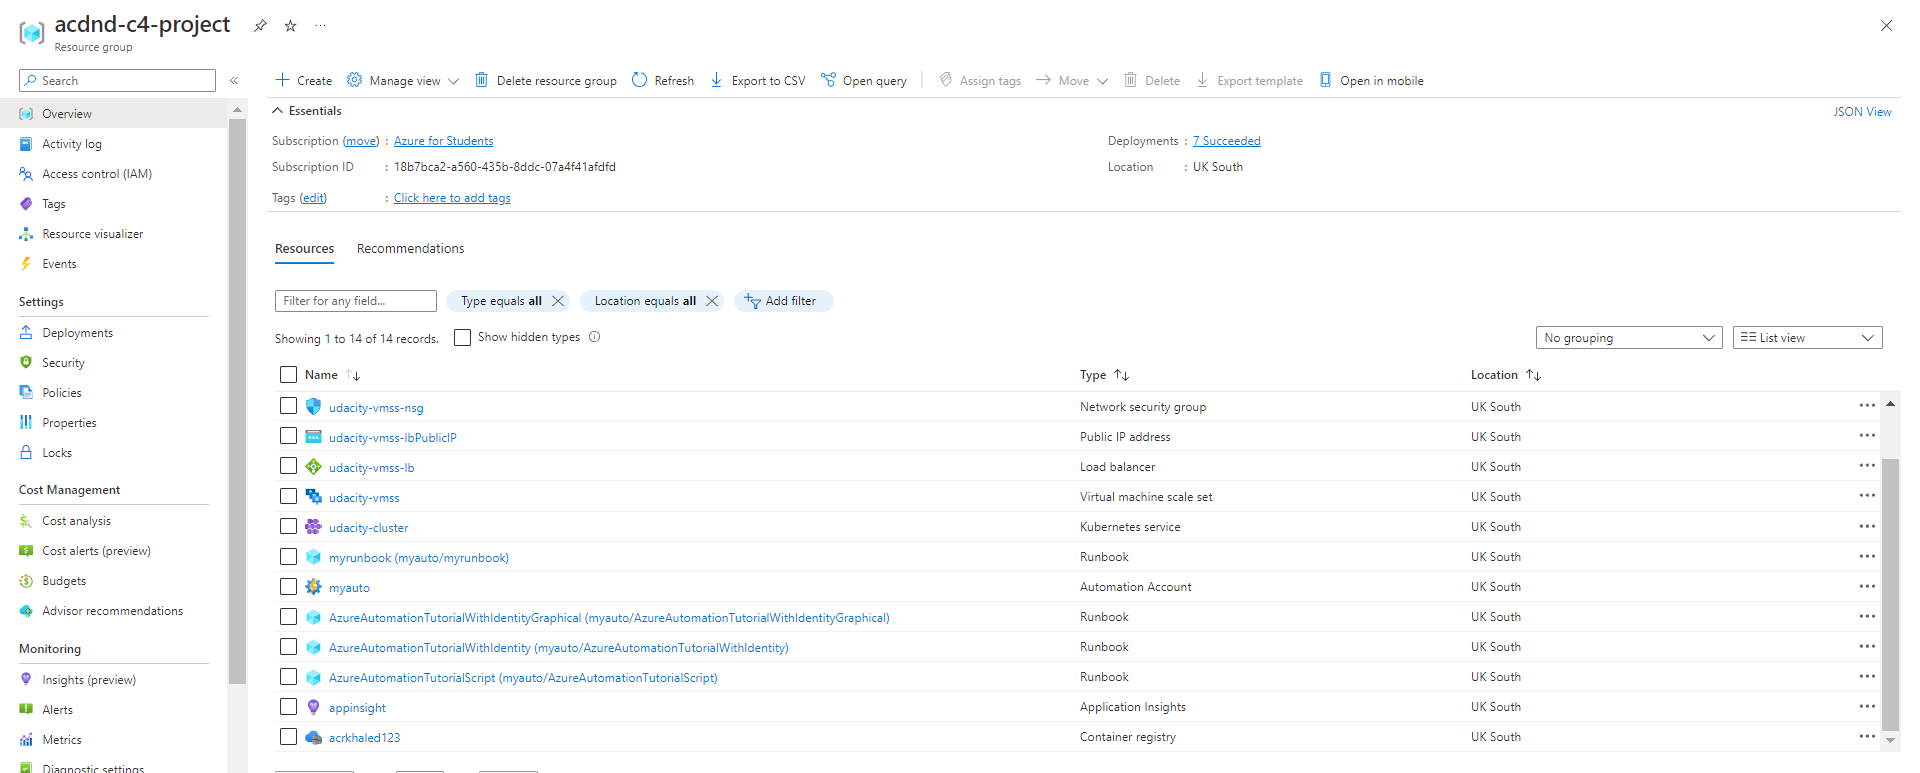 acdnd-c4-project
Resource group
Search
Overview
Activity log
Access control (IAM)
Tags
Resource visualizer
Events
Settings
Deployments
Security
Policies
Properties
Locks
Cost Management
Cost analysis
Cost alerts (preview)
Budgets
Advisor recommendations
Monitoring
Insights (preview)
Alerts
Metrics
Diagnostic settings
Create Manage view Delete resource group Refresh Export to CSV Open query Assign tags Move Delete Export template Open in mobile
Essentials JSON View
Subscription (move) : Azure for Students Deployments : 7 Succeeded
Subscription ID : 18b7bca2-a560-435b-8ddc-07a4f41afdfd Location : UK South
Tags (edit) : Click here to add tags
Resources Recommendations
Filter for any field... Type equals all Location equals all Add filter
Showing 1 to 14 of 14 records. Show hidden types No grouping List view
Name Type Location
udacity-vmss-nsg Network security group UK South
udacity-vmss-lbPublicIP Public IP address UK South
udacity-vmss-lb Load balancer UK South
udacity-vmss Virtual machine scale set UK South
udacity-cluster Kubernetes service UK South
myrunbook (myauto/myrunbook) Runbook UK South
myauto Automation Account UK South
AzureAutomationTutorialWithIdentityGraphical (myauto/AzureAutomationTutorialWithIdentityGraphical) Runbook UK South
AzureAutomationTutorialWithIdentity (myauto/AzureAutomationTutorialWithIdentity) Runbook UK South
AzureAutomationTutorialScript (myauto/AzureAutomationTutorialScript) Runbook UK South
appinsight Application Insights UK South
acrkhaled123 Container registry UK South